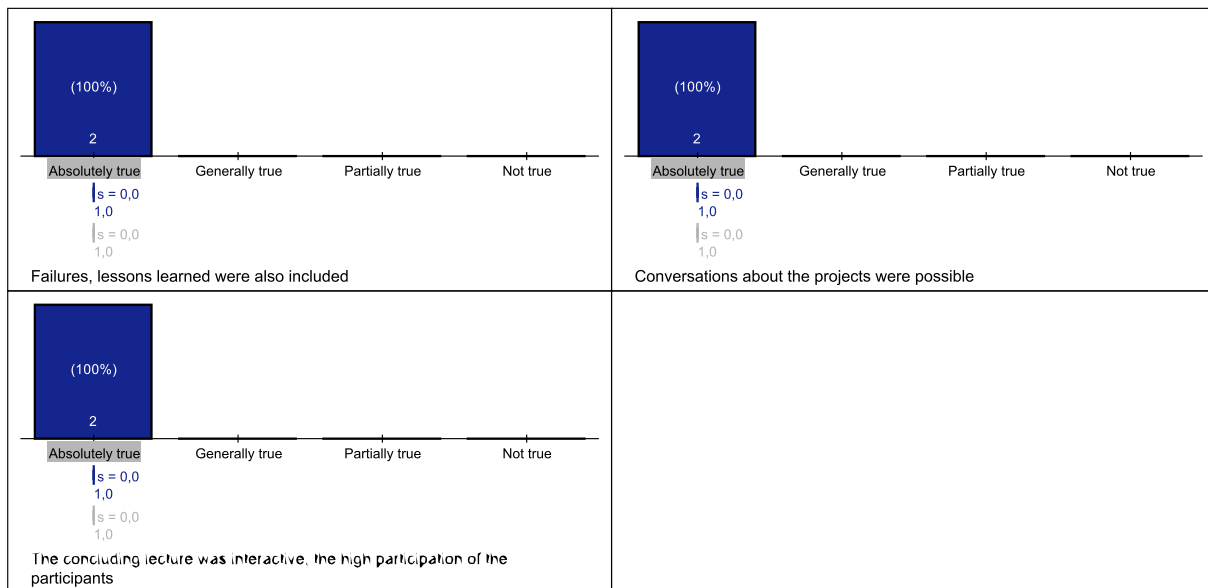 (100%)
2
Absolutely true Generally true Partially true Not true
s = 0,0
1,0
s = 0,0
1,0
Failures, lessons learned were also included
(100%)
2
Absolutely true Generally true Partially true Not true
s = 0,0
1,0
s = 0,0
1,0
Conversations about the projects were possible
(100%)
2
Absolutely true Generally true Partially true Not true
s = 0,0
1,0
s = 0,0
1,0
The concluding lecture was interactive, the high participation of the
participants